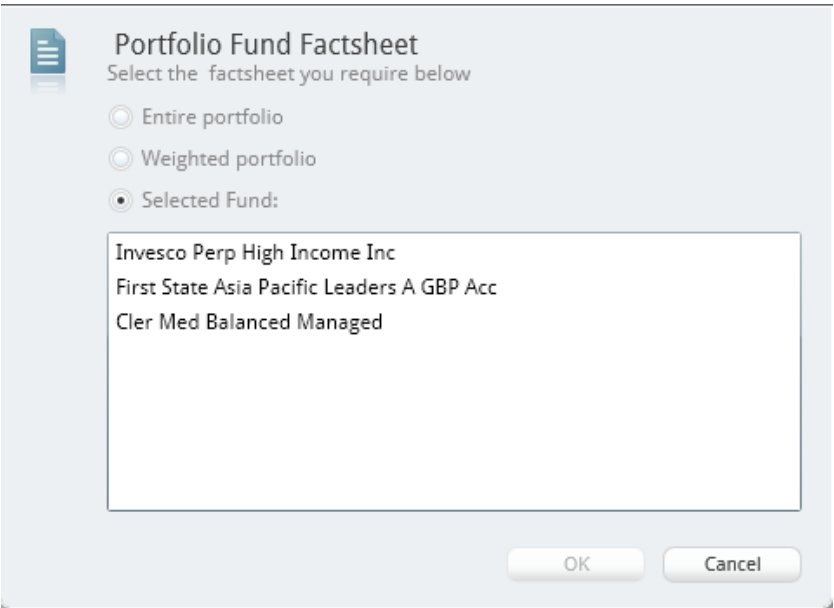 Portfolio Fund Factsheet
Select the factsheet you require below
Entire portfolio
Weighted portfolio
Selected Fund:
Invesco Perp High Income Inc
First State Asia Pacific Leaders A GBP Acc
Cler Med Balanced Managed
OK
Cancel